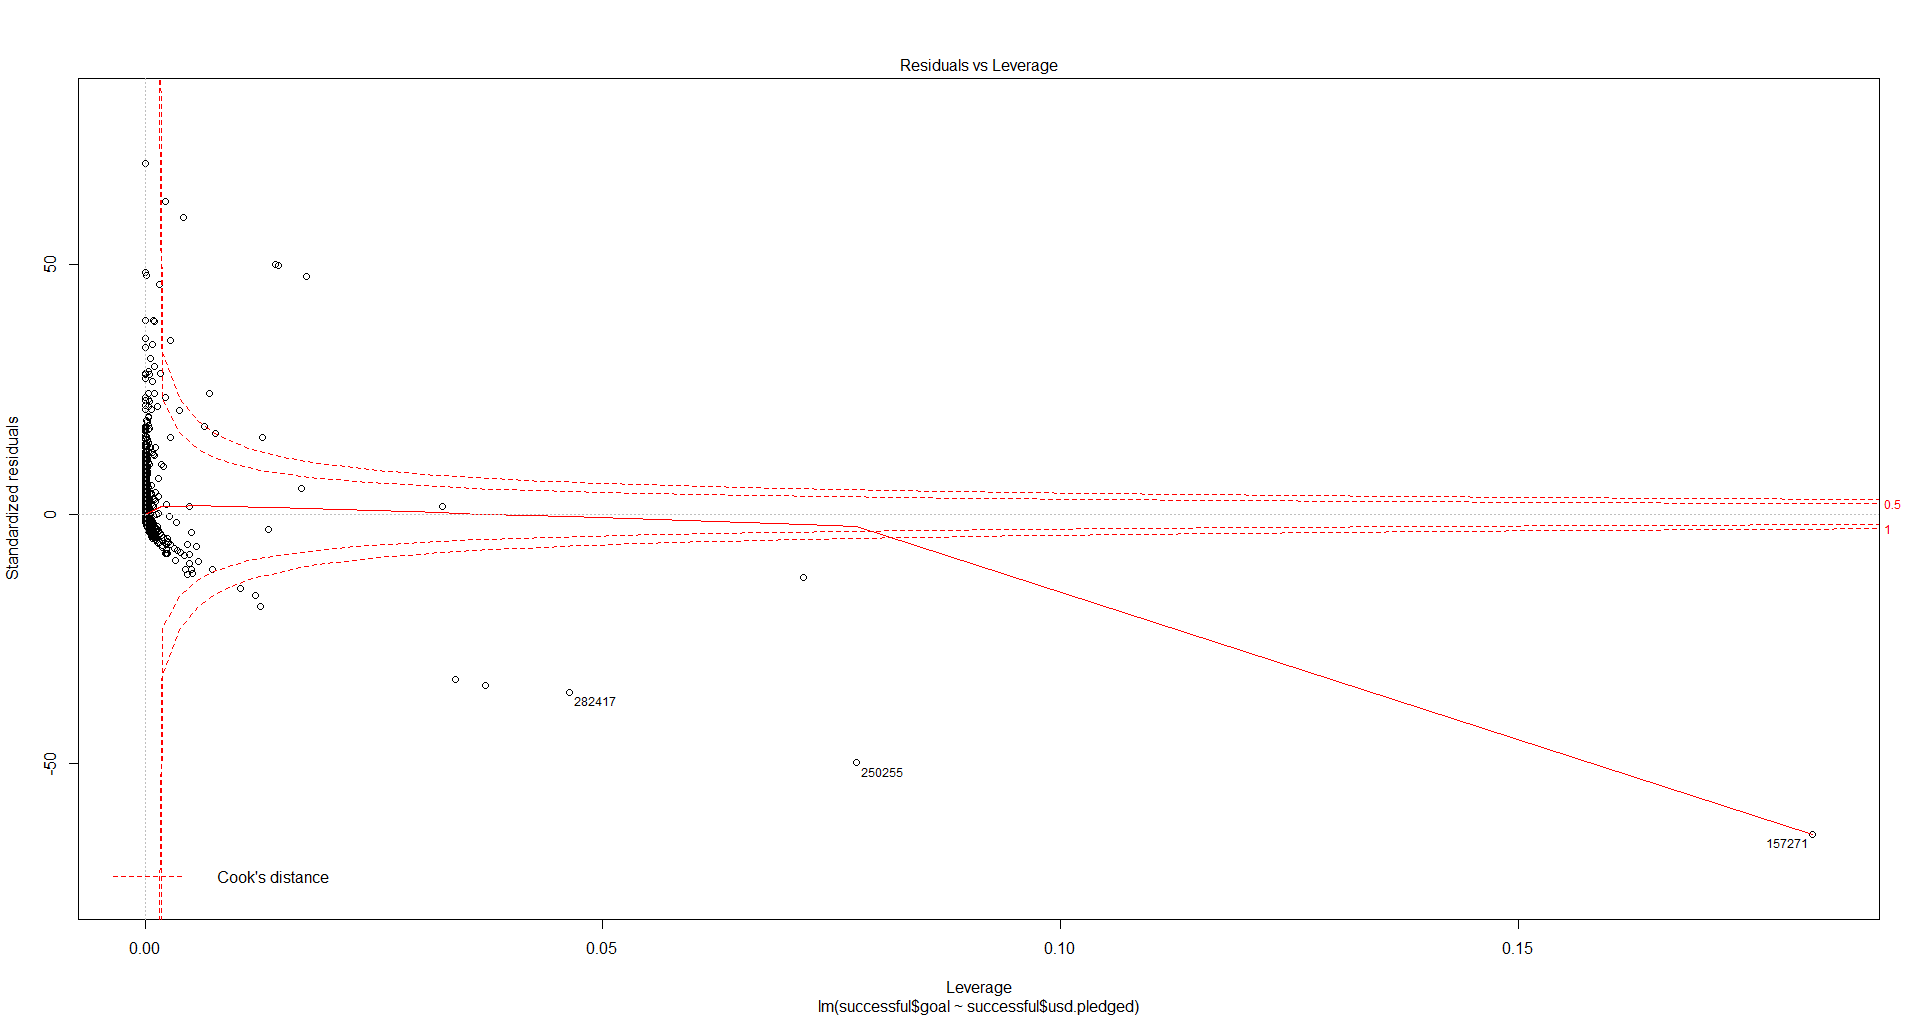 Residuals vs Leverage
Standardized residuals
50
0
-50
0.5
1
282417
250255
157271
Cook's distance
0.00
0.05
0.10
0.15
Leverage
lm(successful$goal ~ successful$usd.pledged)